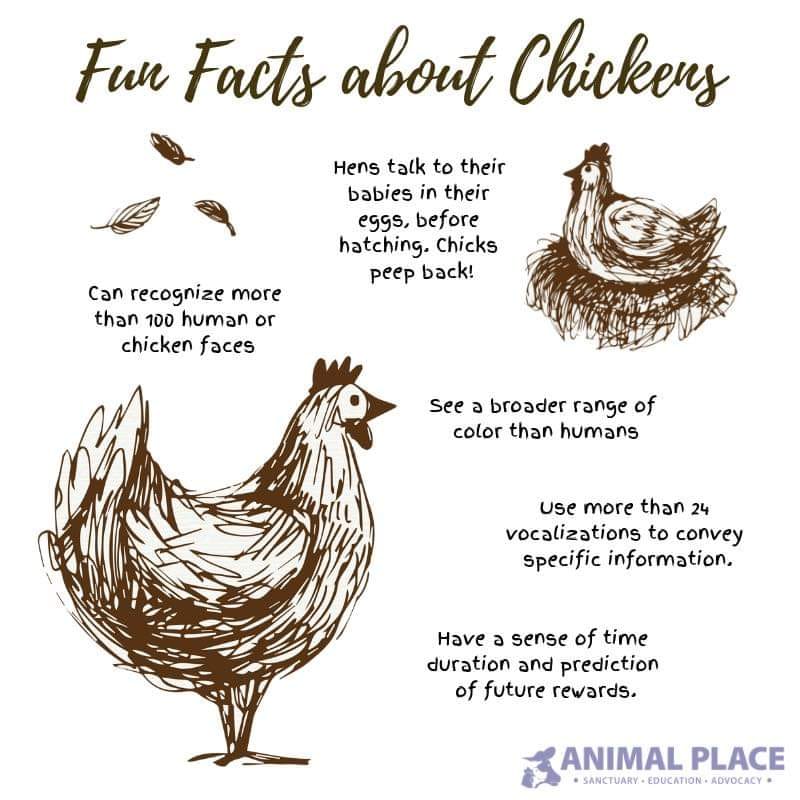 Fun Facts about Chickens
Hens talk to their
babies in their
eggs, before
hatching. Chicks
peep back!
Can recognize more
than 100 human or
chicken faces
See a broader range of
color than humans
Use more than 24
vocalizations to convey
specific information.
Have a sense of time
duration and prediction
of future rewards.
ANIMAL PLACE
• SANCTUARY • EDUCATION • ADVOCACY •